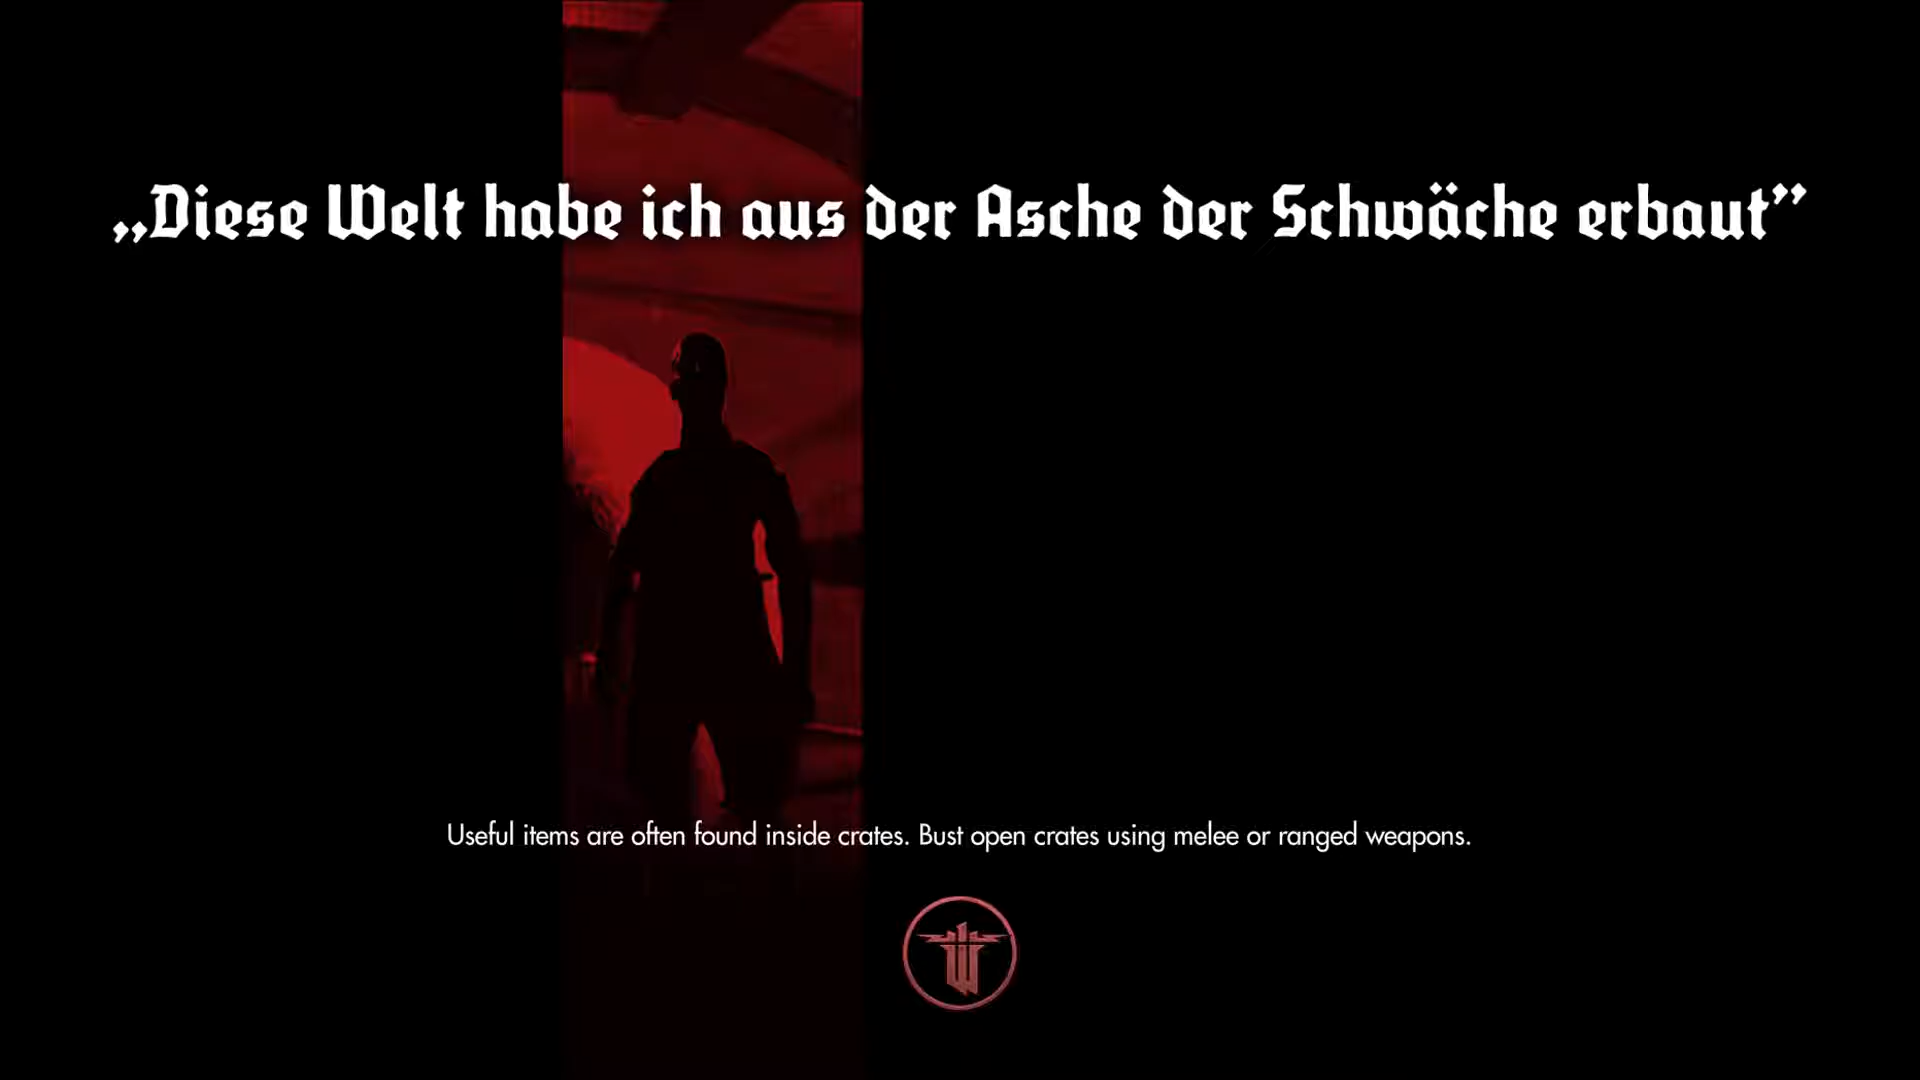 „Diese Welt habe ich aus der Asche der Schwäche erbaut”
Useful items are often found inside crates. Bust open crates using melee or ranged weapons.